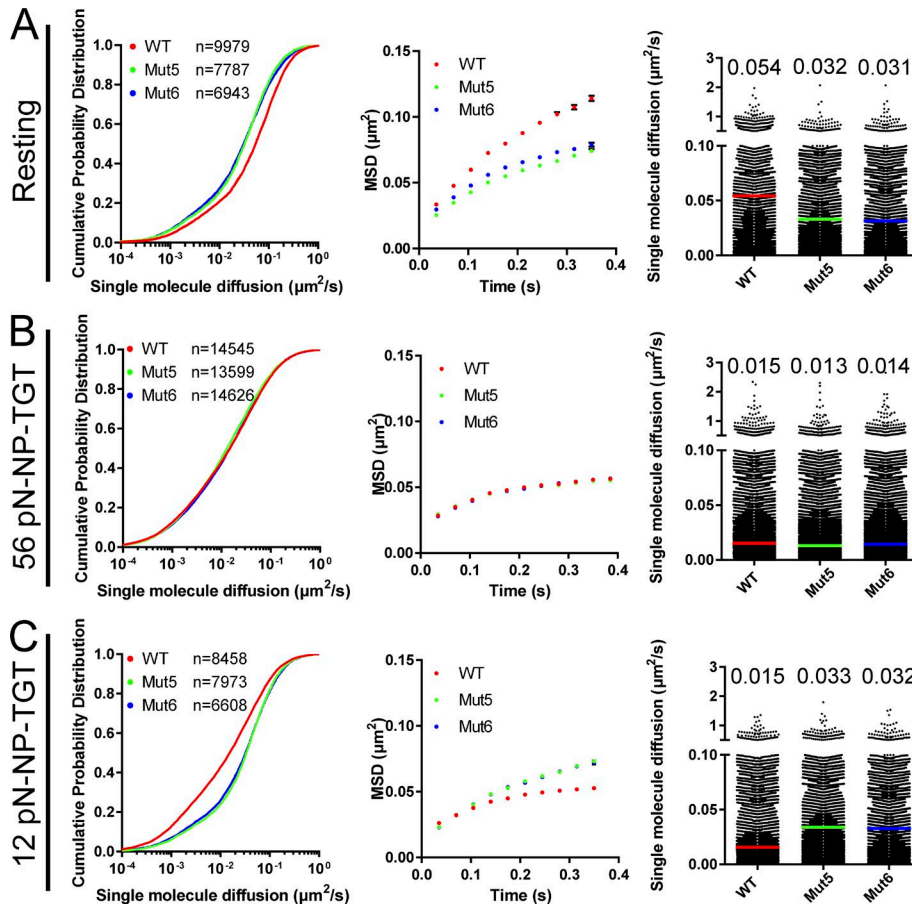 A
Resting
Cumulative Probability Distribution
1.0
0.8
0.6
0.4
0.2
0.0
WT n=9979
Mut5 n=7787
Mut6 n=6943
10-4 10-3 10-2 10-1 100
Single molecule diffusion (µm2/s)
MSD (µm2)
0.15
0.10
0.05
0.00
WT
Mut5
Mut6
0.0 0.1 0.2 0.3 0.4
Time (s)
Single molecule diffusion (µm2/s)
3
2
1
0.10
0.05
0.00
0.054 0.032 0.031
WT
Mut5
Mut6
B
56 pN-NP-TGT
Cumulative Probability Distribution
1.0
0.8
0.6
0.4
0.2
0.0
WT n=14545
Mut5 n=13599
Mut6 n=14626
10-4 10-3 10-2 10-1 100
Single molecule diffusion (µm2/s)
MSD (µm2)
0.15
0.10
0.05
0.00
WT
Mut5
Mut6
0.0 0.1 0.2 0.3 0.4
Time (s)
Single molecule diffusion (µm2/s)
3
2
1
0.10
0.05
0.00
0.015 0.013 0.014
WT
Mut5
Mut6
C
12 pN-NP-TGT
Cumulative Probability Distribution
1.0
0.8
0.6
0.4
0.2
0.0
WT n=8458
Mut5 n=7973
Mut6 n=6608
10-4 10-3 10-2 10-1 100
Single molecule diffusion (µm2/s)
MSD (µm2)
0.15
0.10
0.05
0.00
WT
Mut5
Mut6
0.0 0.1 0.2 0.3 0.4
Time (s)
Single molecule diffusion (µm2/s)
3
2
1
0.10
0.05
0.00
0.015 0.033 0.032
WT
Mut5
Mut6